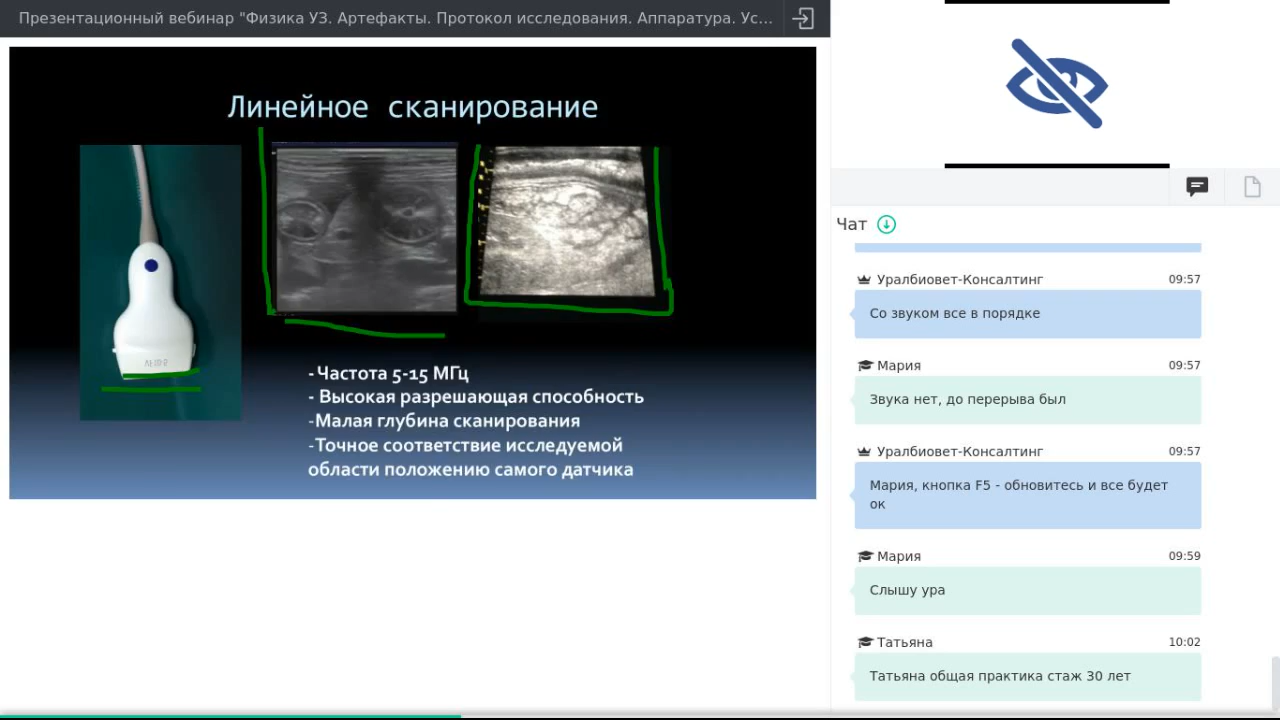 Презентационный вебинар "Физика УЗ. Артефакты. Протокол исследования. Аппаратура. Ус...
Линейное сканирование
- Частота 5-15 МГц
- Высокая разрешающая способность
-Малая глубина сканирования
-Точное соответствие исследуемой
области положению самого датчика
Чат
Уралбиовет-Консалтинг 09:57
Со звуком все в порядке
Мария 09:57
Звука нет, до перерыва был
Уралбиовет-Консалтинг 09:57
Мария, кнопка F5 - обновитесь и все будет
ок
Мария 09:59
Слышу ура
Татьяна 10:02
Татьяна общая практика стаж 30 лет